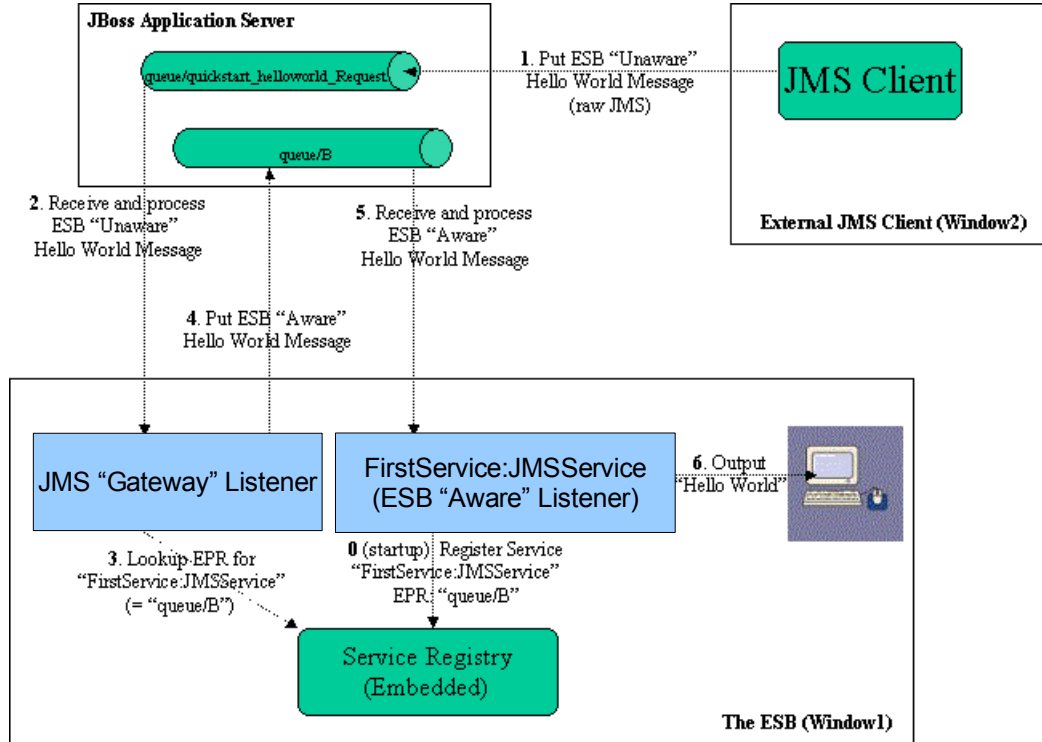 JBoss Application Server
queue/quickstart_helloworld_Request
queue/B
1. Put ESB “Unaware”
Hello World Message
(raw JMS)
JMS Client
External JMS Client (Window2)
2. Receive and process
ESB “Unaware”
Hello World Message
5. Receive and process
ESB “Aware”
Hello World Message
4. Put ESB “Aware”
Hello World Message
JMS “Gateway” Listener
FirstService:JMSService
(ESB “Aware” Listener)
6. Output
“Hello World”
3. Lookup EPR for
“FirstService:JMSService”
(= “queue/B”)
0 (startup) Register Service
“FirstService:JMSService”
EPR: “queue/B”
Service Registry
(Embedded)
The ESB (Window1)